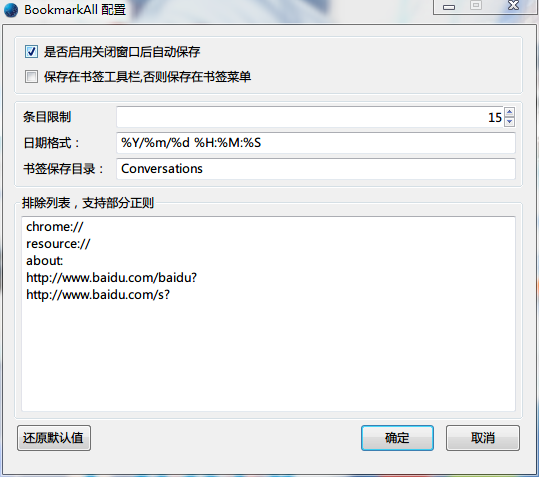 BookmarkAll 配置
是否启用关闭窗口后自动保存
保存在书签工具栏,否则保存在书签菜单
条目限制 15
日期格式： %Y/%m/%d %H:%M:%S
书签保存目录： Conversations
排除列表，支持部分正则
chrome://
resource://
about:
http://www.baidu.com/baidu?
http://www.baidu.com/s?
还原默认值 确定 取消